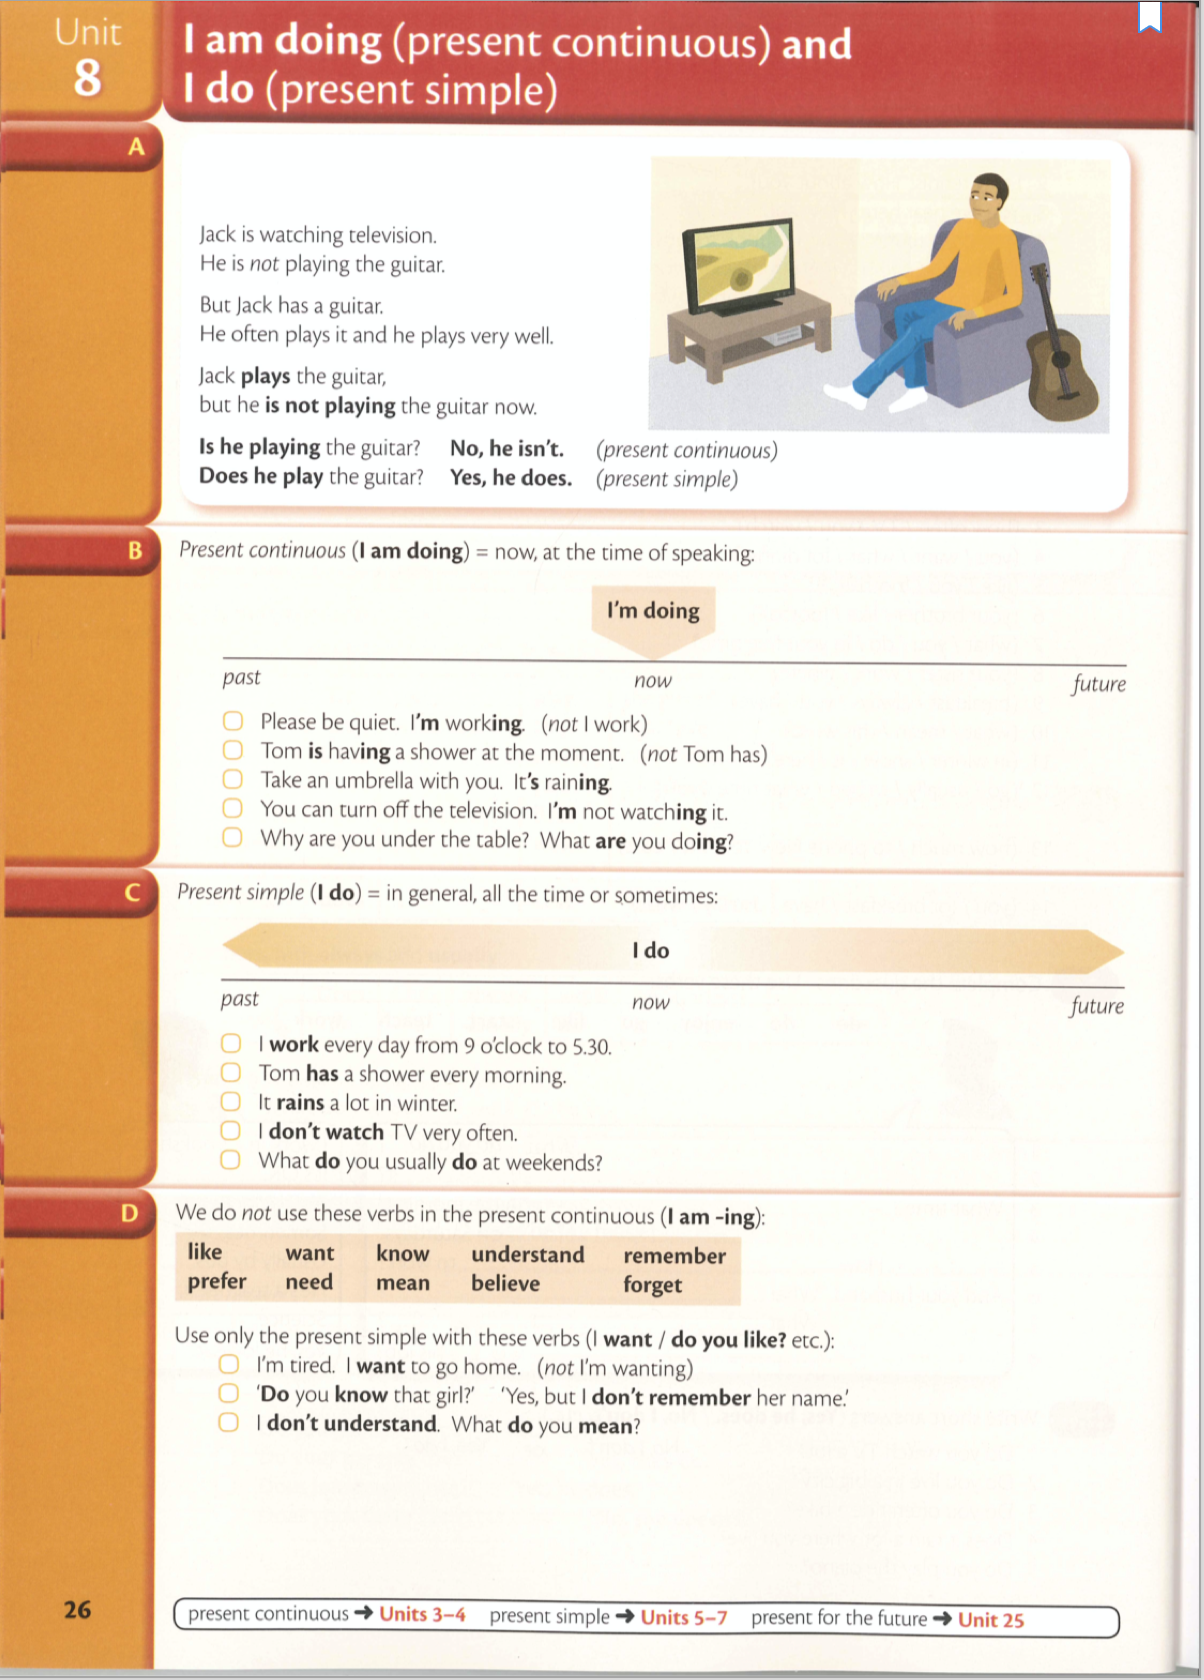 Unit
8
I am doing (present continuous) and
I do (present simple)
A
Jack is watching television.
He is not playing the guitar.
But Jack has a guitar.
He often plays it and he plays very well.
Jack plays the guitar,
but he is not playing the guitar now.
Is he playing the guitar? No, he isn't. (present continuous)
Does he play the guitar? Yes, he does. (present simple)
B
Present continuous (I am doing) = now, at the time of speaking:
I'm doing
past now future
Please be quiet. I'm working. (not I work)
Tom is having a shower at the moment. (not Tom has)
Take an umbrella with you. It's raining.
You can turn off the television. I'm not watching it.
Why are you under the table? What are you doing?
C
Present simple (I do) = in general, all the time or sometimes:
I do
past now future
I work every day from 9 o'clock to 5.30.
Tom has a shower every morning.
It rains a lot in winter.
I don't watch TV very often.
What do you usually do at weekends?
D
We do not use these verbs in the present continuous (I am -ing):
like want know understand remember
prefer need mean believe forget
Use only the present simple with these verbs (I want / do you like? etc.):
I'm tired. I want to go home. (not I'm wanting)
'Do you know that girl?' 'Yes, but I don't remember her name.'
I don't understand. What do you mean?
26
present continuous ➜ Units 3–4 present simple ➜ Units 5–7 present for the future ➜ Unit 25